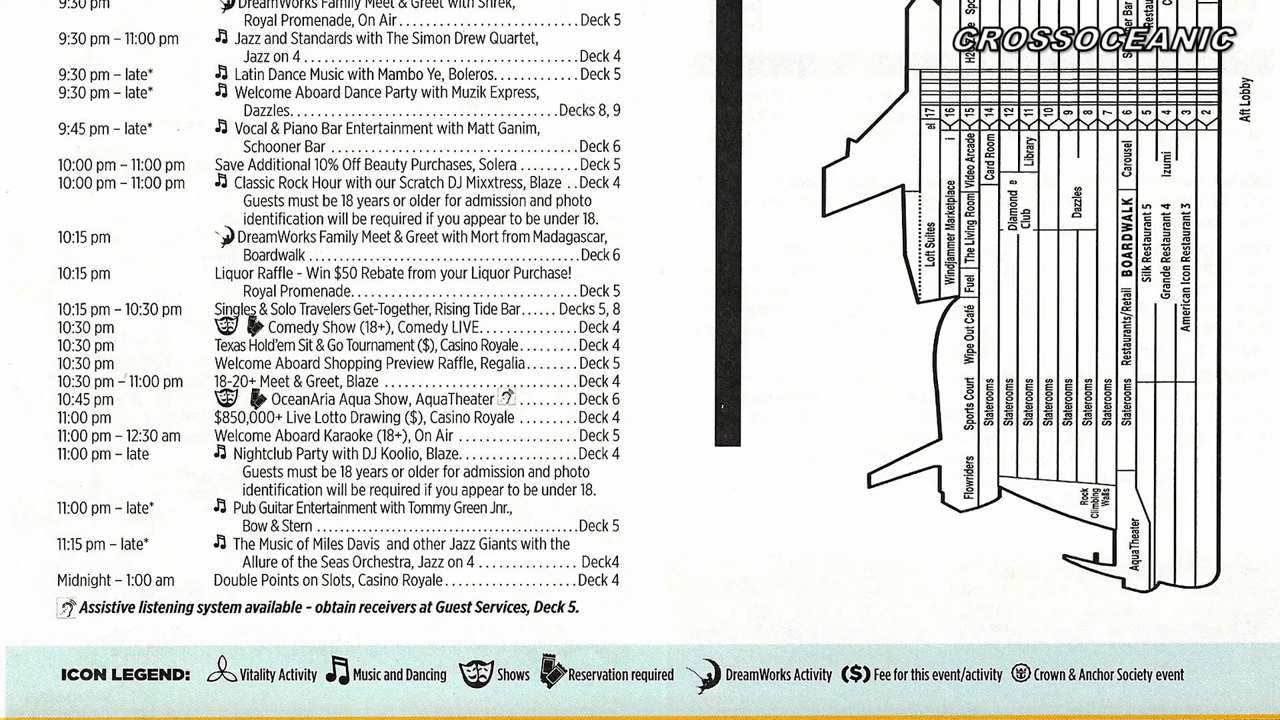 9:30 pm DreamWorks Family Meet & Greet with Shrek,
Royal Promenade, On Air Deck 5
9:30 pm – 11:00 pm Jazz and Standards with The Simon Drew Quartet,
Jazz on 4 Deck 4
9:30 pm – late* Latin Dance Music with Mambo Ye, Boleros Deck 5
9:30 pm – late* Welcome Aboard Dance Party with Muzik Express,
Dazzles Decks 8, 9
9:45 pm – late* Vocal & Piano Bar Entertainment with Matt Ganim,
Schooner Bar Deck 6
10:00 pm – 11:00 pm Save Additional 10% Off Beauty Purchases, Solera Deck 5
10:00 pm – 11:00 pm Classic Rock Hour with our Scratch DJ Mixxtress, Blaze Deck 4
Guests must be 18 years or older for admission and photo
identification will be required if you appear to be under 18.
10:15 pm DreamWorks Family Meet & Greet with Mort from Madagascar,
Boardwalk Deck 6
10:15 pm Liquor Raffle - Win $50 Rebate from your Liquor Purchase!
Royal Promenade Deck 5
10:15 pm – 10:30 pm Singles & Solo Travelers Get-Together, Rising Tide Bar Decks 5, 8
10:30 pm Comedy Show (18+), Comedy LIVE Deck 4
10:30 pm Texas Hold'em Sit & Go Tournament ($), Casino Royale Deck 4
10:30 pm Welcome Aboard Shopping Preview Raffle, Regalia Deck 5
10:30 pm – 11:00 pm 18-20+ Meet & Greet, Blaze Deck 4
10:45 pm OceanAria Aqua Show, AquaTheater Deck 6
11:00 pm $850,000+ Live Lotto Drawing ($), Casino Royale Deck 4
11:00 pm – 12:30 am Welcome Aboard Karaoke (18+), On Air Deck 5
11:00 pm – late Nightclub Party with DJ Koolio, Blaze Deck 4
Guests must be 18 years or older for admission and photo
identification will be required if you appear to be under 18.
11:00 pm – late* Pub Guitar Entertainment with Tommy Green Jnr.,
Bow & Stern Deck 5
11:15 pm – late* The Music of Miles Davis and other Jazz Giants with the
Allure of the Seas Orchestra, Jazz on 4 Deck4
Midnight – 1:00 am Double Points on Slots, Casino Royale Deck 4
Assistive listening system available - obtain receivers at Guest Services, Deck 5.
ICON LEGEND: Vitality Activity Music and Dancing Shows Reservation required DreamWorks Activity ($) Fee for this event/activity Crown & Anchor Society event
CROSSOCEANIC
Aft Lobby
17
Loft Suites
16
Windjammer Marketplace
15 Video Arcade
The Living Room
Fuel
Wipe Out Café
Sports Court
Flowriders
14 Card Room
Staterooms
12
Diamond
Club
Staterooms
11 Library
Staterooms
10
Staterooms
9
Dazzles
Staterooms
8
Staterooms
7
Staterooms
Rock
Climbing
Walls
6 Carousel
BOARDWALK
Restaurants/Retail
Staterooms
AquaTheater
5
Silk Restaurant 5
4 Izumi
Grande Restaurant 4
3
American Icon Restaurant 3
2